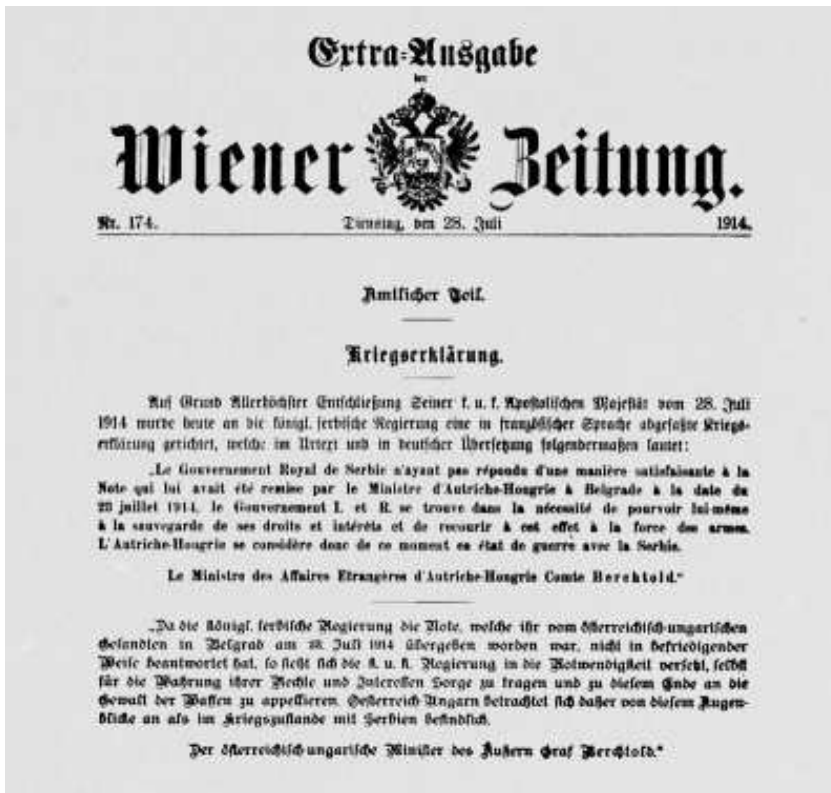 Extra-Ausgabe
der
Wiener Zeitung.
Nr. 174. Dienstag, den 28. Juli 1914.
Amtlicher Teil.
Kriegserklärung.
Auf Grund Allerhöchster Entschließung Seiner k. u. k. Apostolischen Majestät vom 28. Juli
1914 wurde heute an die königl. serbische Regierung eine in französischer Sprache abgefaßte Kriegs-
erklärung gerichtet, welche im Urtext und in deutscher Übersetzung folgendermaßen lautet:
„Le Gouvernement Royal de Serbie n'ayant pas répondu d'une manière satisfaisante à la
Note qui lui avait été remise par le Ministre d'Autriche-Hongrie à Belgrade à la date du
23 juillet 1914, le Gouvernement I. et R. se trouve dans la nécessité de pourvoir lui-même
à la sauvegarde de ses droits et intérêts et de recourir à cet effet à la force des armes.
L'Autriche-Hongrie se considère donc de ce moment en état de guerre avec la Serbie.
Le Ministre des Affaires Etrangères d'Autriche-Hongrie Comte Berchtold.“
„Da die königl. serbische Regierung die Note, welche ihr vom österreichisch-ungarischen
Gesandten in Belgrad am 23. Juli 1914 übergeben worden war, nicht in befriedigender
Weise beantwortet hat, so sieht sich die k. u. k. Regierung in die Notwendigkeit versetzt, selbst
für die Wahrung ihrer Rechte und Interessen Sorge zu tragen und zu diesem Ende an die
Gewalt der Waffen zu appellieren. Oesterreich-Ungarn betrachtet sich daher von diesem Augen-
blicke an als im Kriegszustande mit Serbien befindlich.
Der österreichisch-ungarische Minister des Äußern Graf Berchtold.“